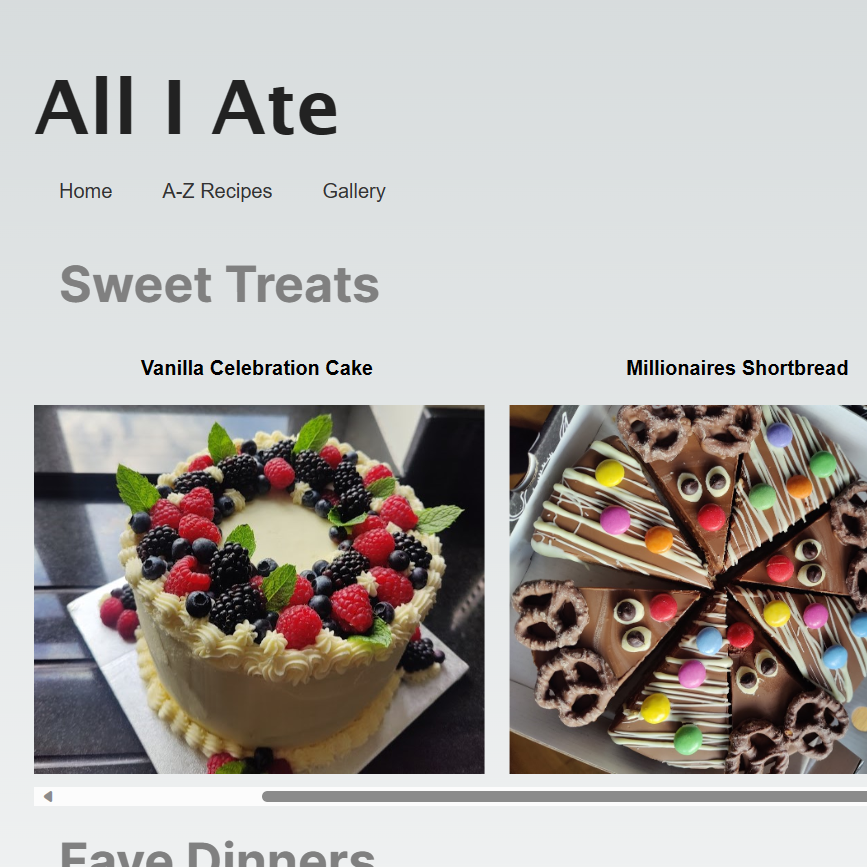 All I Ate
Home A-Z Recipes Gallery
Sweet Treats
Vanilla Celebration Cake Millionaires Shortbread
Fave Dinners